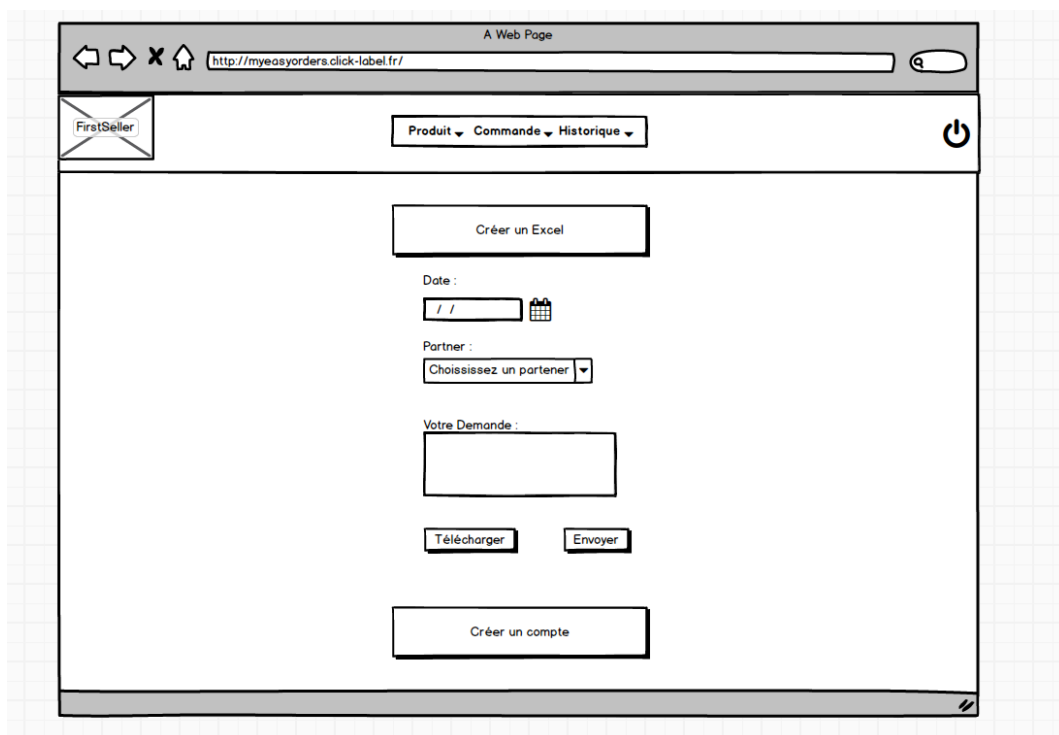 A Web Page
http://myeasyorders.click-label.fr/
FirstSeller
Produit Commande Historique
Créer un Excel
Date :
/ /
Partner :
Choississez un partener
Votre Demande :
Télécharger Envoyer
Créer un compte